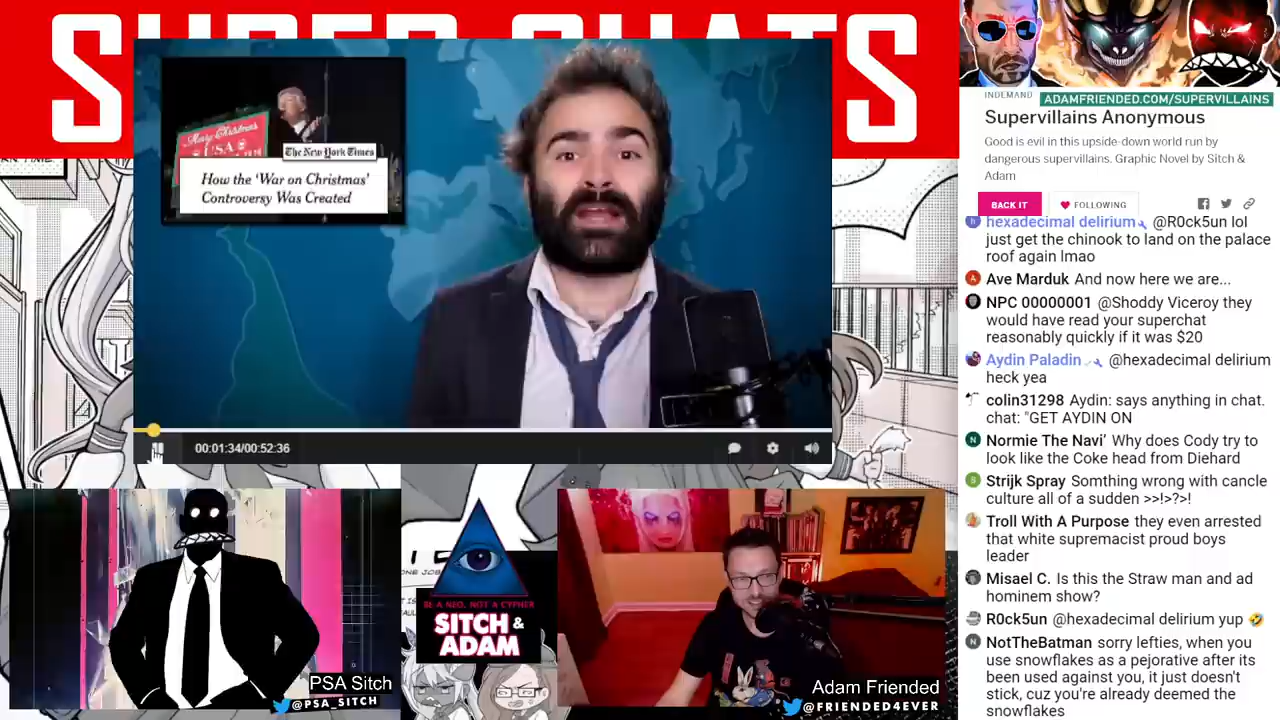 SUPER CHATS
Merry Christmas
USA
The New York Times
How the 'War on Christmas'
Controversy Was Created
00:01:34/00:52:36
BE A NEO, NOT A CYPHER
SITCH &
ADAM
PSA Sitch
@PSA_SITCH
Adam Friended
@FRIENDED4EVER
INDEMAND
ADAMFRIENDED.COM/SUPERVILLAINS
Supervillains Anonymous
Good is evil in this upside-down world run by
dangerous supervillains. Graphic Novel by Sitch &
Adam
BACK IT
FOLLOWING
hexadecimal delirium @R0ck5un lol
just get the chinook to land on the palace
roof again lmao
Ave Marduk And now here we are...
NPC 00000001 @Shoddy Viceroy they
would have read your superchat
reasonably quickly if it was $20
Aydin Paladin @hexadecimal delirium
heck yea
colin31298 Aydin: says anything in chat.
chat: "GET AYDIN ON
Normie The Navi' Why does Cody try to
look like the Coke head from Diehard
Strijk Spray Somthing wrong with cancle
culture all of a sudden >>!>?>!
Troll With A Purpose they even arrested
that white supremacist proud boys
leader
Misael C. Is this the Straw man and ad
hominem show?
R0ck5un @hexadecimal delirium yup 🤣
NotTheBatman sorry lefties, when you
use snowflakes as a pejorative after its
been used against you, it just doesn't
stick, cuz you're already deemed the
snowflakes